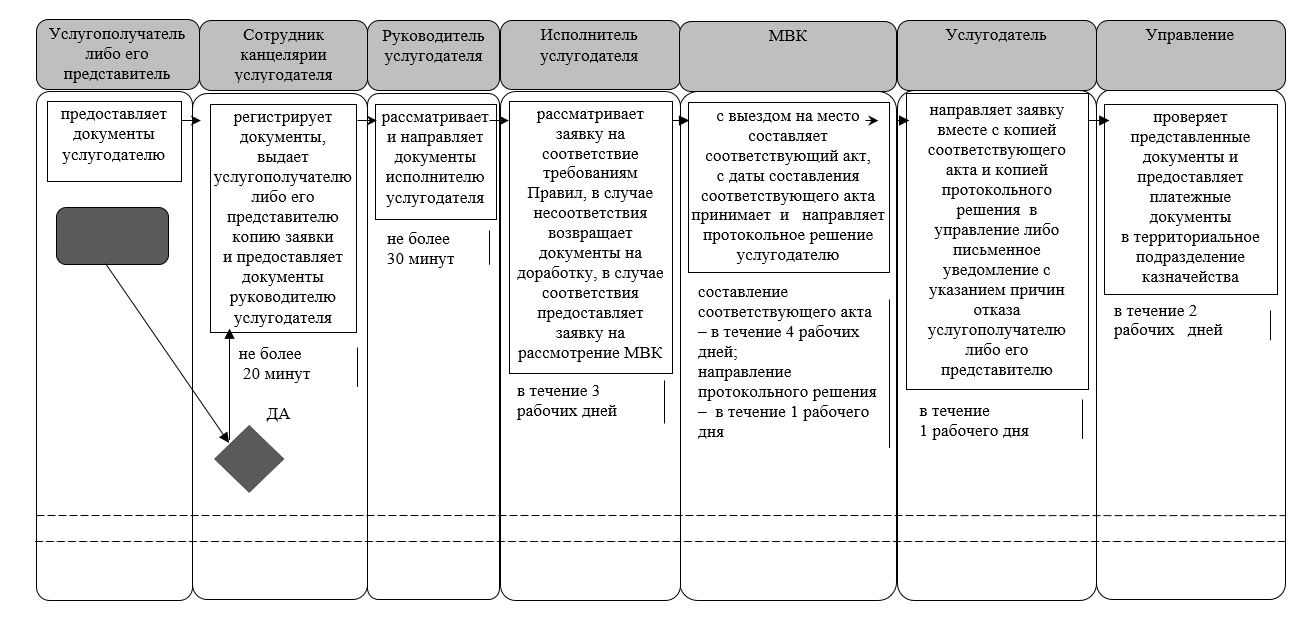 Услугополучатель
либо его
представитель
Сотрудник
канцелярии
услугодателя
Руководитель
услугодателя
Исполнитель
услугодателя
МВК
Услугодатель
Управление
предоставляет
документы
услугодателю
регистрирует
документы,
выдает
услугополучателю
либо его
представителю
копию заявки
и предоставляет
документы
руководителю
услугодателя
не более
20 минут
ДА
рассматривает
и направляет
документы
исполнителю
услугодателя
не более
30 минут
рассматривает
заявку на
соответствие
требованиям
Правил, в случае
несоответствия
возвращает
документы на
доработку, в случае
соответствия
предоставляет
заявку на
рассмотрение МВК
в течение 3
рабочих дней
с выездом на место
составляет
соответствующий акт,
с даты составления
соответствующего акта
принимает и направляет
протокольное решение
услугодателю
составление
соответствующего акта
– в течение 4 рабочих
дней;
направление
протокольного решения
– в течение 1 рабочего
дня
направляет заявку
вместе с копией
соответствующего
акта и копией
протокольного
решения в
управление либо
письменное
уведомление с
указанием причин
отказа
услугополучателю
либо его
представителю
в течение
1 рабочего дня
проверяет
представленные
документы и
предоставляет
платежные
документы
в территориальное
подразделение
казначейства
в течение 2
рабочих дней